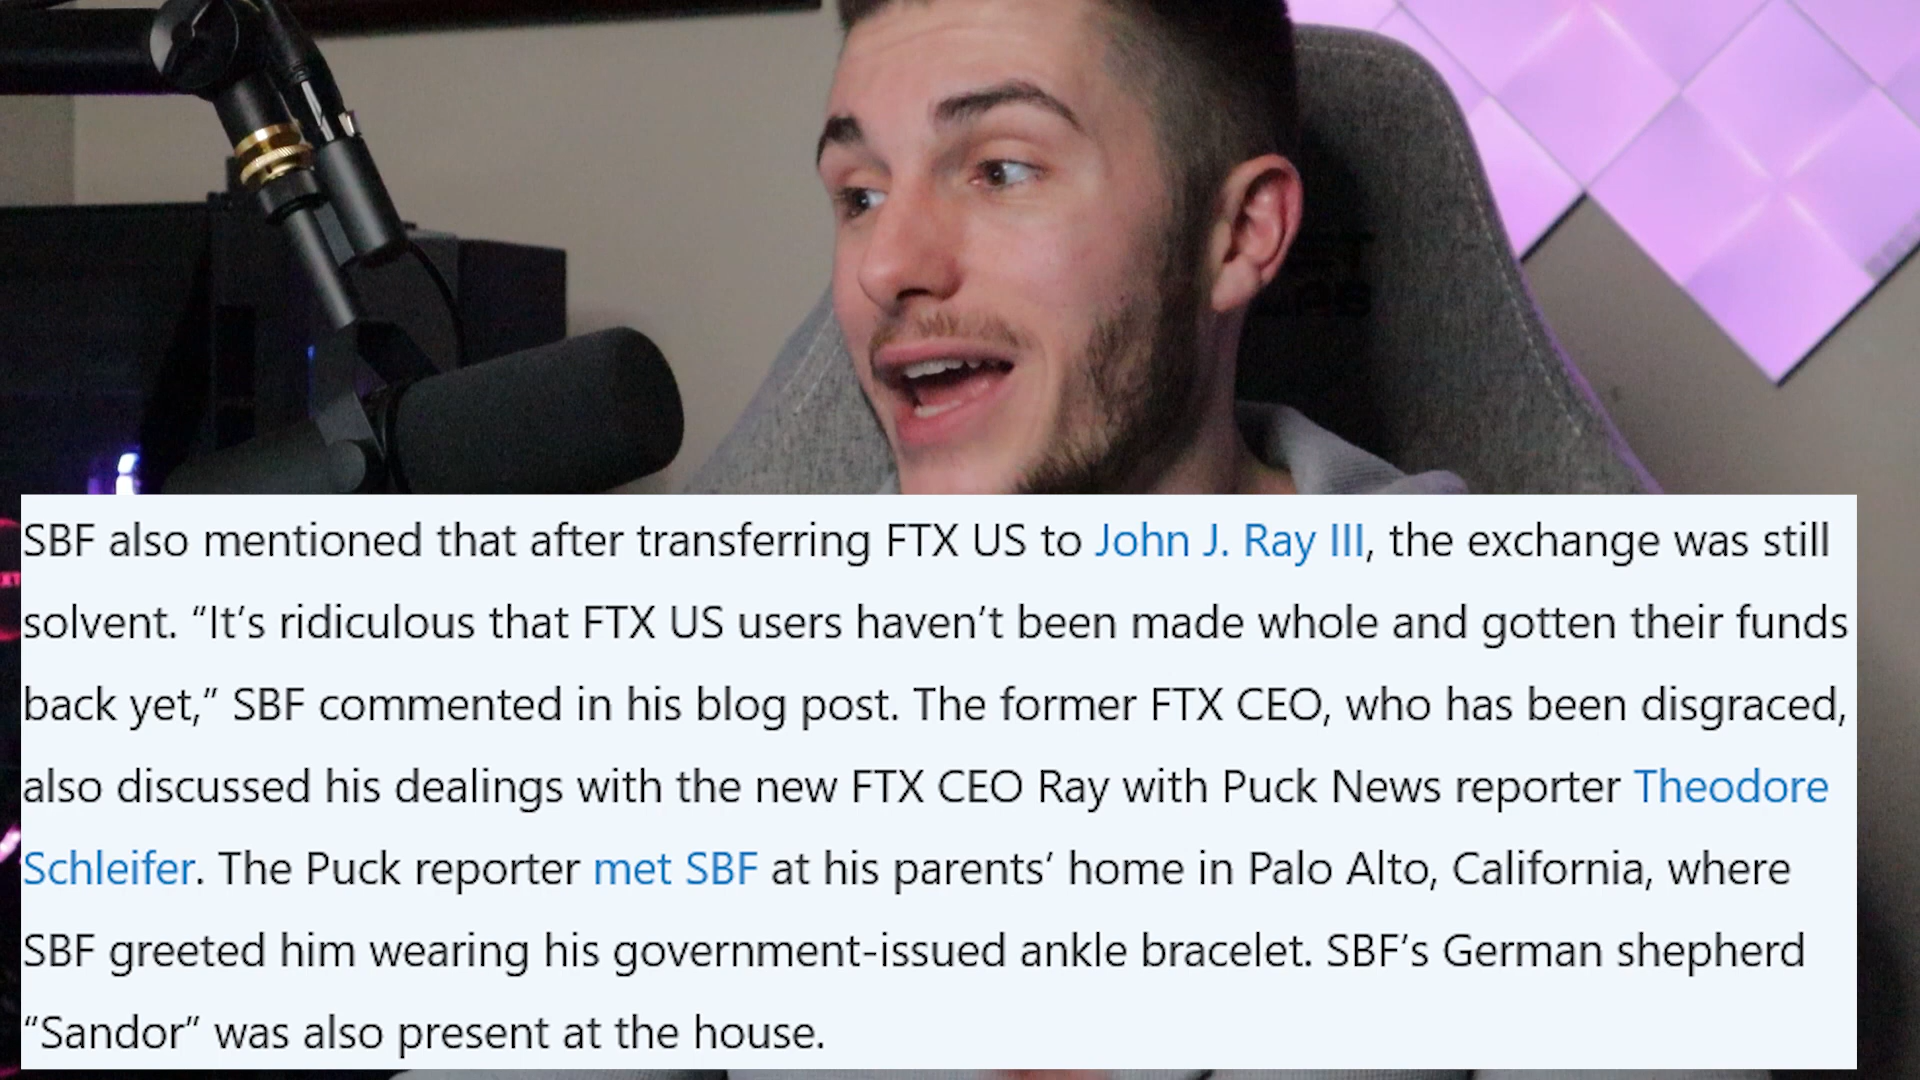 SBF also mentioned that after transferring FTX US to John J. Ray III, the exchange was still
solvent. “It’s ridiculous that FTX US users haven’t been made whole and gotten their funds
back yet,” SBF commented in his blog post. The former FTX CEO, who has been disgraced,
also discussed his dealings with the new FTX CEO Ray with Puck News reporter Theodore
Schleifer. The Puck reporter met SBF at his parents’ home in Palo Alto, California, where
SBF greeted him wearing his government-issued ankle bracelet. SBF’s German shepherd
“Sandor” was also present at the house.